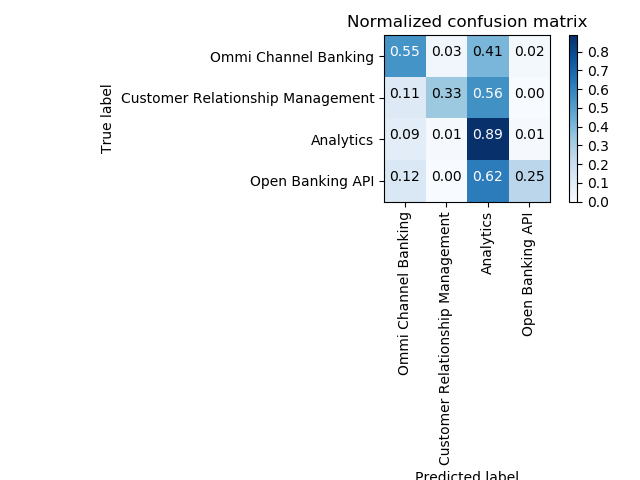 Normalized confusion matrix
True label
Ommi Channel Banking 0.55 0.03 0.41 0.02
Customer Relationship Management 0.11 0.33 0.56 0.00
Analytics 0.09 0.01 0.89 0.01
Open Banking API 0.12 0.00 0.62 0.25
Ommi Channel Banking
Customer Relationship Management
Analytics
Open Banking API
Predicted label
0.8
0.7
0.6
0.5
0.4
0.3
0.2
0.1
0.0